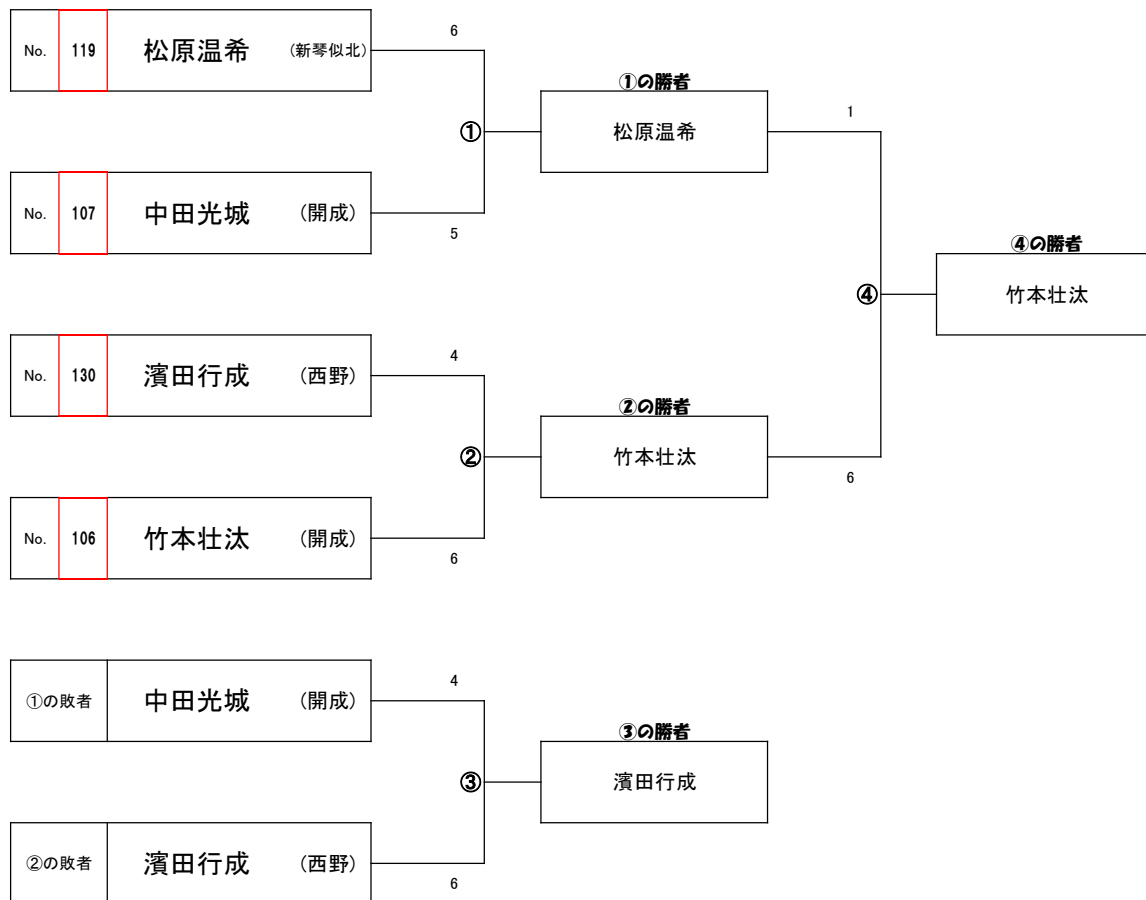 No. 119 松原温希 (新琴似北)
6
①の勝者
1
① 松原温希
No. 107 中田光城 (開成)
5
④の勝者
④ 竹本壮汰
No. 130 濱田行成 (西野)
4
②の勝者
② 竹本壮汰
6
No. 106 竹本壮汰 (開成)
6
①の敗者 中田光城 (開成)
4
③の勝者
③ 濱田行成
②の敗者 濱田行成 (西野)
6